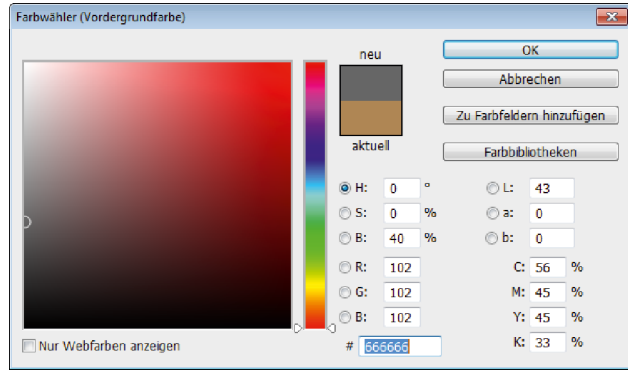 Farbwähler (Vordergrundfarbe)
neu
aktuell
OK
Abbrechen
Zu Farbfeldern hinzufügen
Farbbibliotheken
H: 0 °
L: 43
S: 0 %
a: 0
B: 40 %
b: 0
R: 102
C: 56 %
G: 102
M: 45 %
B: 102
Y: 45 %
Nur Webfarben anzeigen
# 666666
K: 33 %